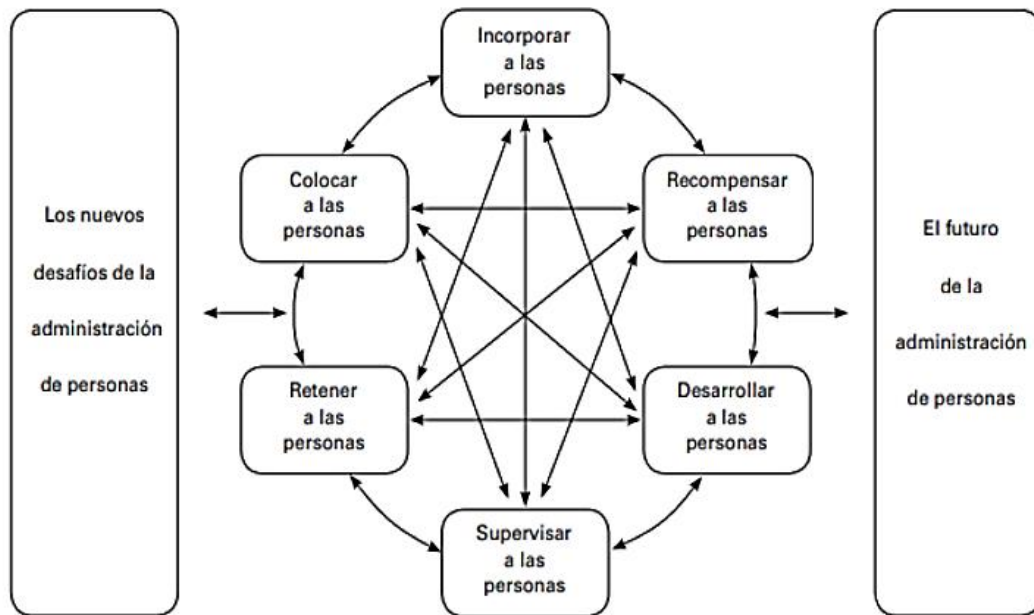 Los nuevos
desafíos de la
administración
de personas
Incorporar
a las
personas
Colocar
a las
personas
Recompensar
a las
personas
Retener
a las
personas
Desarrollar
a las
personas
Supervisar
a las
personas
El futuro
de la
administración
de personas